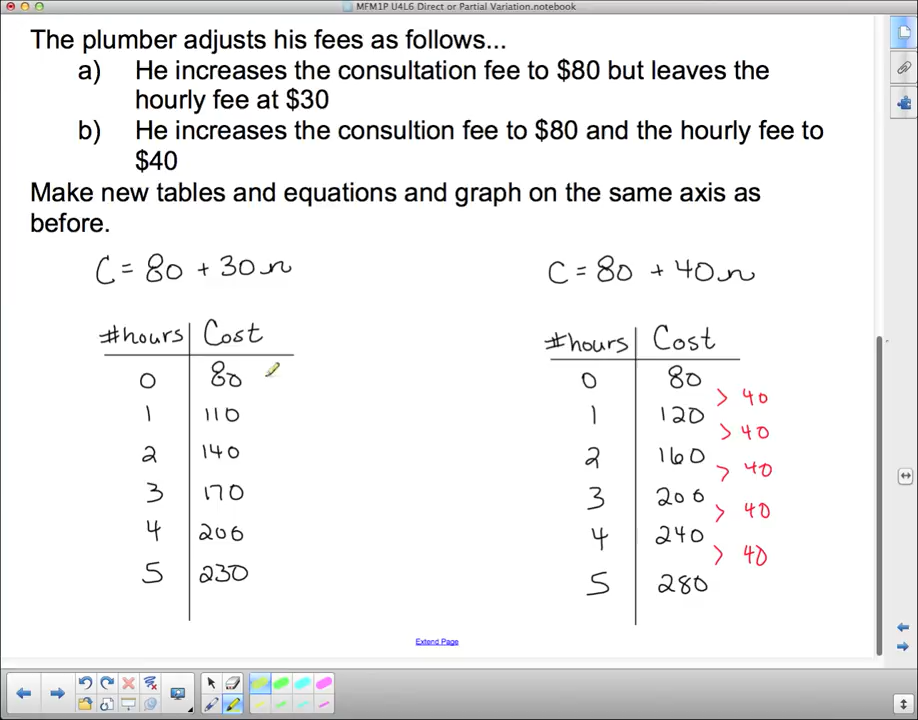 MFM1P U4L6 Direct or Partial Variation.notebook
The plumber adjusts his fees as follows...
a) He increases the consultation fee to $80 but leaves the
hourly fee at $30
b) He increases the consultion fee to $80 and the hourly fee to
$40
Make new tables and equations and graph on the same axis as
before.
C = 80 + 30n
#hours Cost
0 80
1 110
2 140
3 170
4 200
5 230
C = 80 + 40n
#hours Cost
0 80
> 40
1 120
> 40
2 160
> 40
3 200
> 40
4 240
> 40
5 280
Extend Page